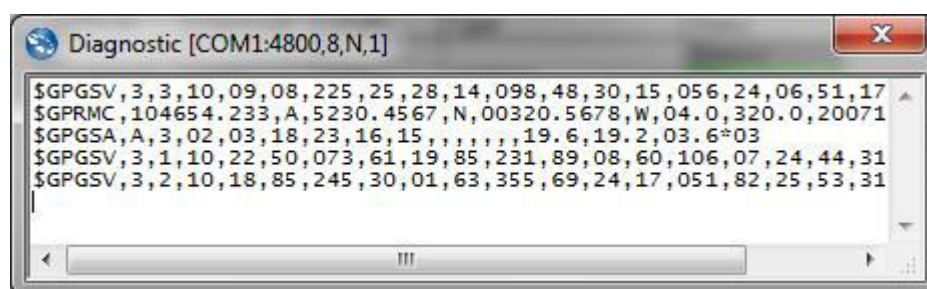 Diagnostic [COM1:4800,8,N,1]
$GPGSV,3,3,10,09,08,225,25,28,14,098,48,30,15,056,24,06,51,17
$GPRMC,104654.233,A,5230.4567,N,00320.5678,W,04.0,320.0,20071
$GPGSA,A,3,02,03,18,23,16,15,,,,,,,19.6,19.2,03.6*03
$GPGSV,3,1,10,22,50,073,61,19,85,231,89,08,60,106,07,24,44,31
$GPGSV,3,2,10,18,85,245,30,01,63,355,69,24,17,051,82,25,53,31